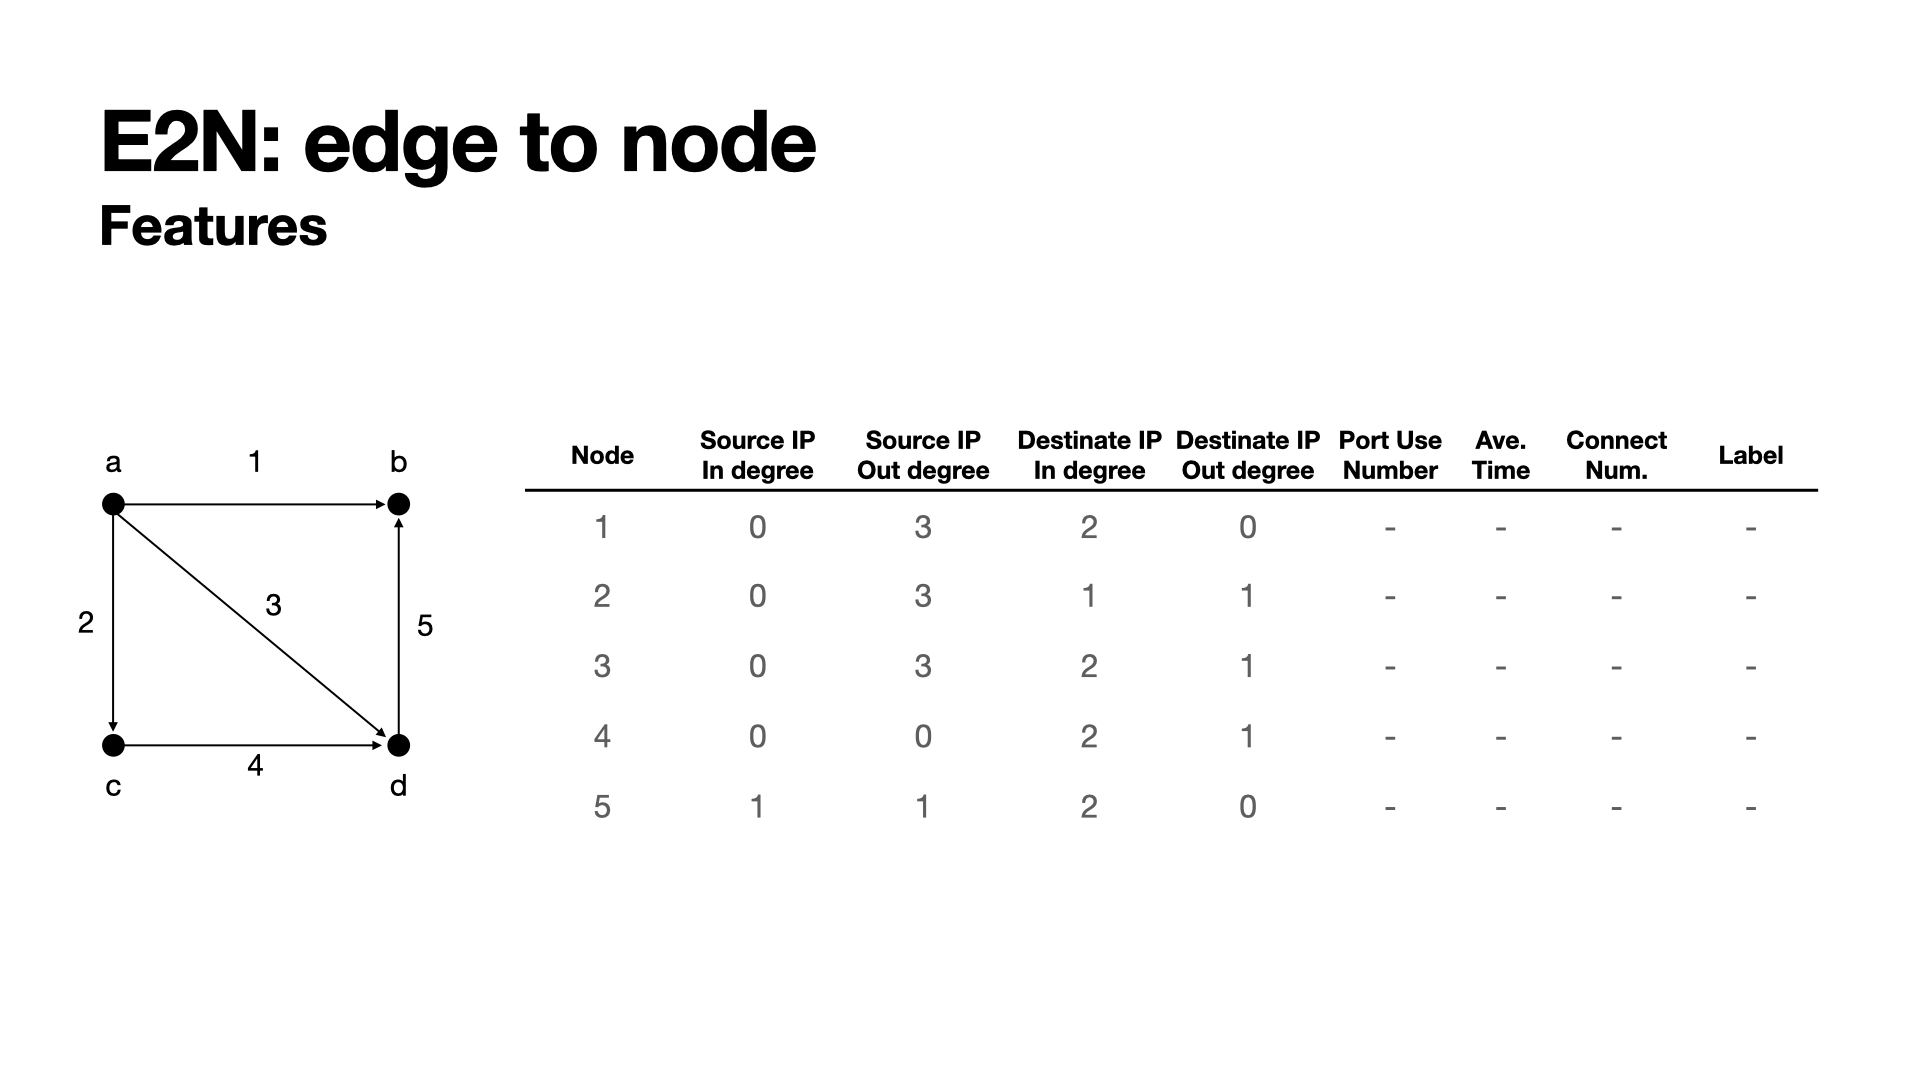 E2N: edge to node
Features
a 1 b
2 3 5
c 4 d
Node Source IP In degree Source IP Out degree Destinate IP In degree Destinate IP Out degree Port Use Number Ave. Time Connect Num. Label
1 0 3 2 0 - - - -
2 0 3 1 1 - - - -
3 0 3 2 1 - - - -
4 0 0 2 1 - - - -
5 1 1 2 0 - - - -